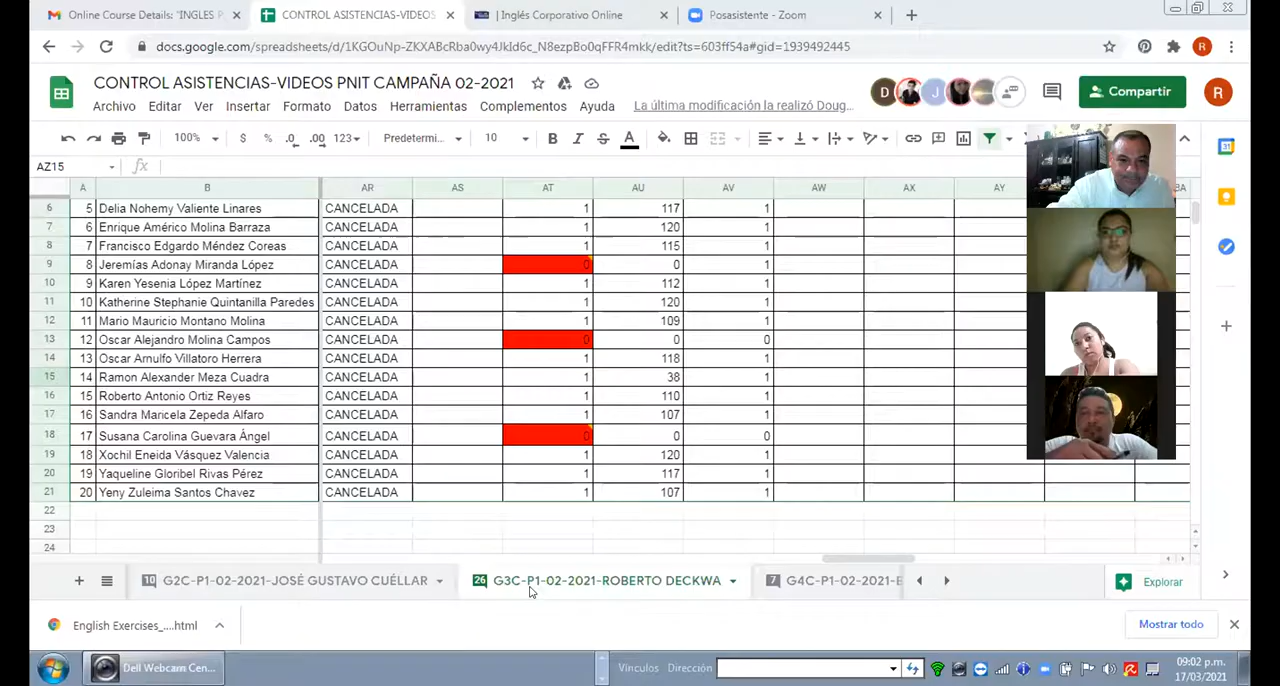 Online Course Details: "INGLES P
CONTROL ASISTENCIAS-VIDEOS
Inglés Corporativo Online
Posasistente - Zoom
docs.google.com/spreadsheets/d/1KGOuNp-ZKXABcRba0wy4JkId6c_N8ezpBo0qFFR4mkk/edit?ts=603ff54a#gid=1939492445
R
CONTROL ASISTENCIAS-VIDEOS PNIT CAMPAÑA 02-2021
D J Compartir R
Archivo Editar Ver Insertar Formato Datos Herramientas Complementos Ayuda La última modificación la realizó Doug...
100% $ % .0 .00 123 Predetermi... 10 B I S A
AZ15 fx
A B AR AS AT AU AV AW AX AY BA
6 5 Delia Nohemy Valiente Linares CANCELADA 1 117 1
7 6 Enrique Américo Molina Barraza CANCELADA 1 120 1
8 7 Francisco Edgardo Méndez Coreas CANCELADA 1 115 1
9 8 Jeremías Adonay Miranda López CANCELADA 0 0 1
10 9 Karen Yesenia López Martínez CANCELADA 1 112 1
11 10 Katherine Stephanie Quintanilla Paredes CANCELADA 1 120 1
12 11 Mario Mauricio Montano Molina CANCELADA 1 109 1
13 12 Oscar Alejandro Molina Campos CANCELADA 0 0 0
14 13 Oscar Arnulfo Villatoro Herrera CANCELADA 1 118 1
15 14 Ramon Alexander Meza Cuadra CANCELADA 1 38 1
16 15 Roberto Antonio Ortiz Reyes CANCELADA 1 110 1
17 16 Sandra Maricela Zepeda Alfaro CANCELADA 1 107 1
18 17 Susana Carolina Guevara Ángel CANCELADA 0 0 0
19 18 Xochil Eneida Vásquez Valencia CANCELADA 1 120 1
20 19 Yaqueline Gloribel Rivas Pérez CANCELADA 1 117 1
21 20 Yeny Zuleima Santos Chavez CANCELADA 1 107 1
22
23
24
10 G2C-P1-02-2021-JOSÉ GUSTAVO CUÉLLAR 26 G3C-P1-02-2021-ROBERTO DECKWA 7 G4C-P1-02-2021-E Explorar
English Exercises_....html Mostrar todo
Dell Webcam Cen... Vínculos Dirección 09:02 p.m.
17/03/2021